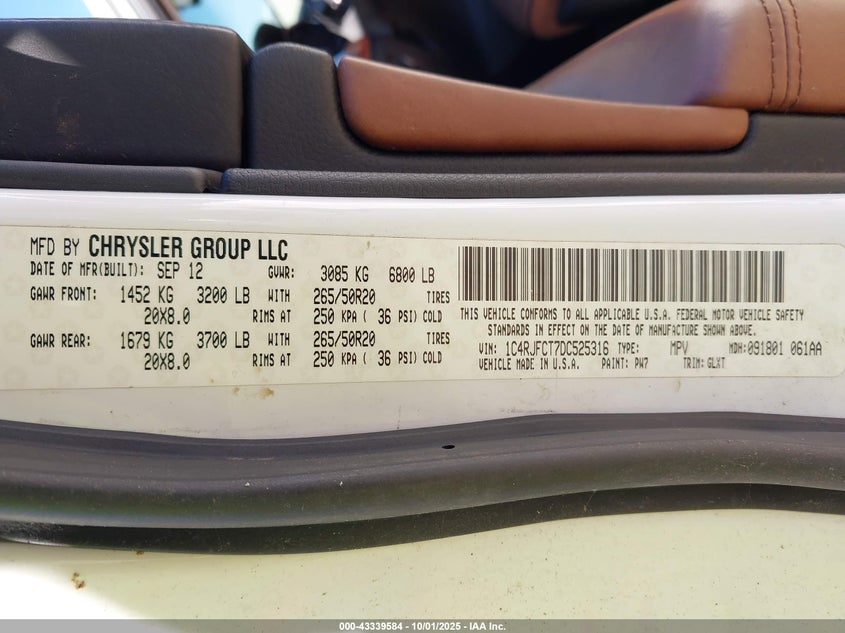 MFD BY CHRYSLER GROUP LLC
DATE OF MFR(BUILT): SEP 12 GVWR: 3085 KG 6800 LB
GAWR FRONT: 1452 KG 3200 LB WITH 265/50R20 TIRES
20X8.0 RIMS AT 250 KPA ( 36 PSI) COLD
GAWR REAR: 1679 KG 3700 LB WITH 265/50R20 TIRES
20X8.0 RIMS AT 250 KPA ( 36 PSI) COLD
THIS VEHICLE CONFORMS TO ALL APPLICABLE U.S.A. FEDERAL MOTOR VEHICLE SAFETY
STANDARDS IN EFFECT ON THE DATE OF MANUFACTURE SHOWN ABOVE.
VIN: 1C4RJFCT7DC525316 TYPE: MPV MDH: 091801 061AA
VEHICLE MADE IN U.S.A. PAINT: PW7 TRIM: GLXT
000-43339584 - 10/01/2025 - IAA Inc.